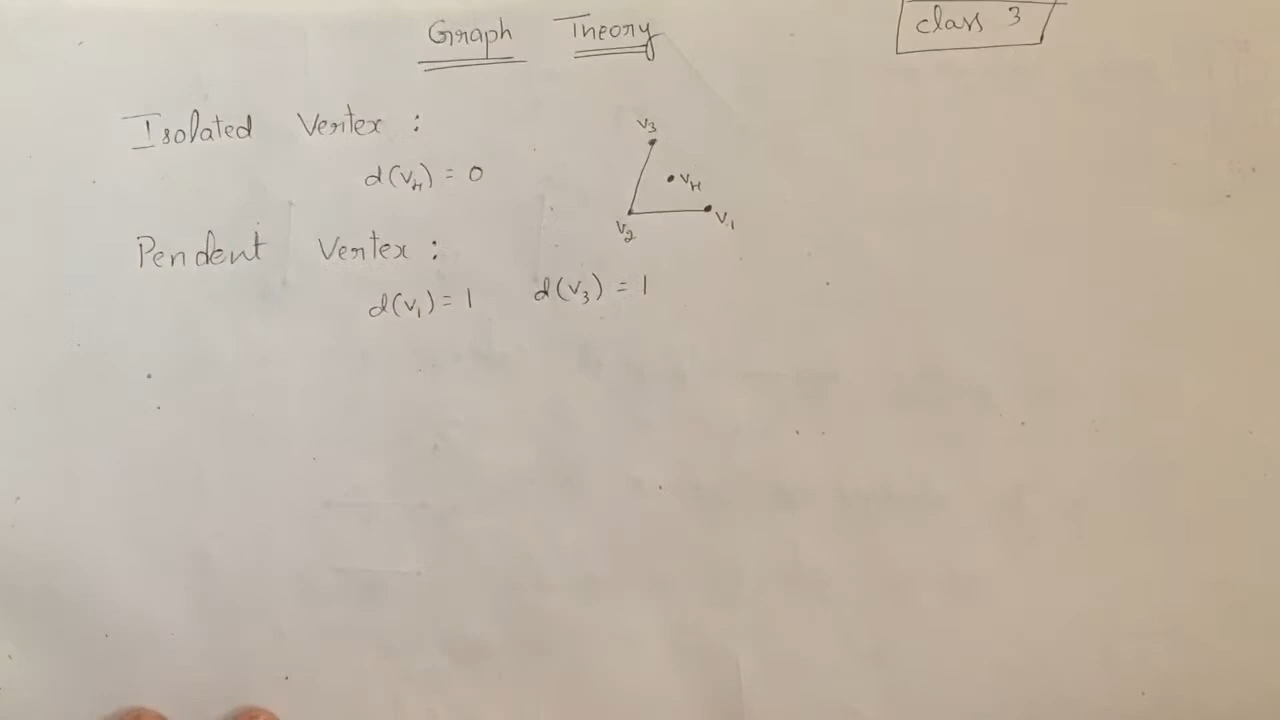 Graph Theory
class 3
Isolated Vertex :
d(v₄) = 0
v₃
v₄
v₂
v₁
Pendent Vertex :
d(v₁) = 1 d(v₃) = 1